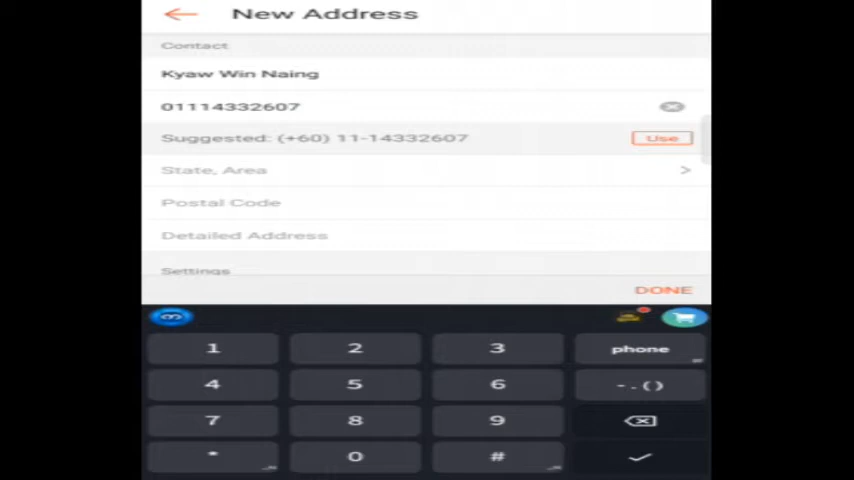 New Address
Contact
Kyaw Win Naing
01114332607
Suggested: (+60) 11-14332607 Use
State, Area >
Postal Code
Detailed Address
Settings
DONE
1 2 3 phone
4 5 6 - . ( )
7 8 9
* 0 #